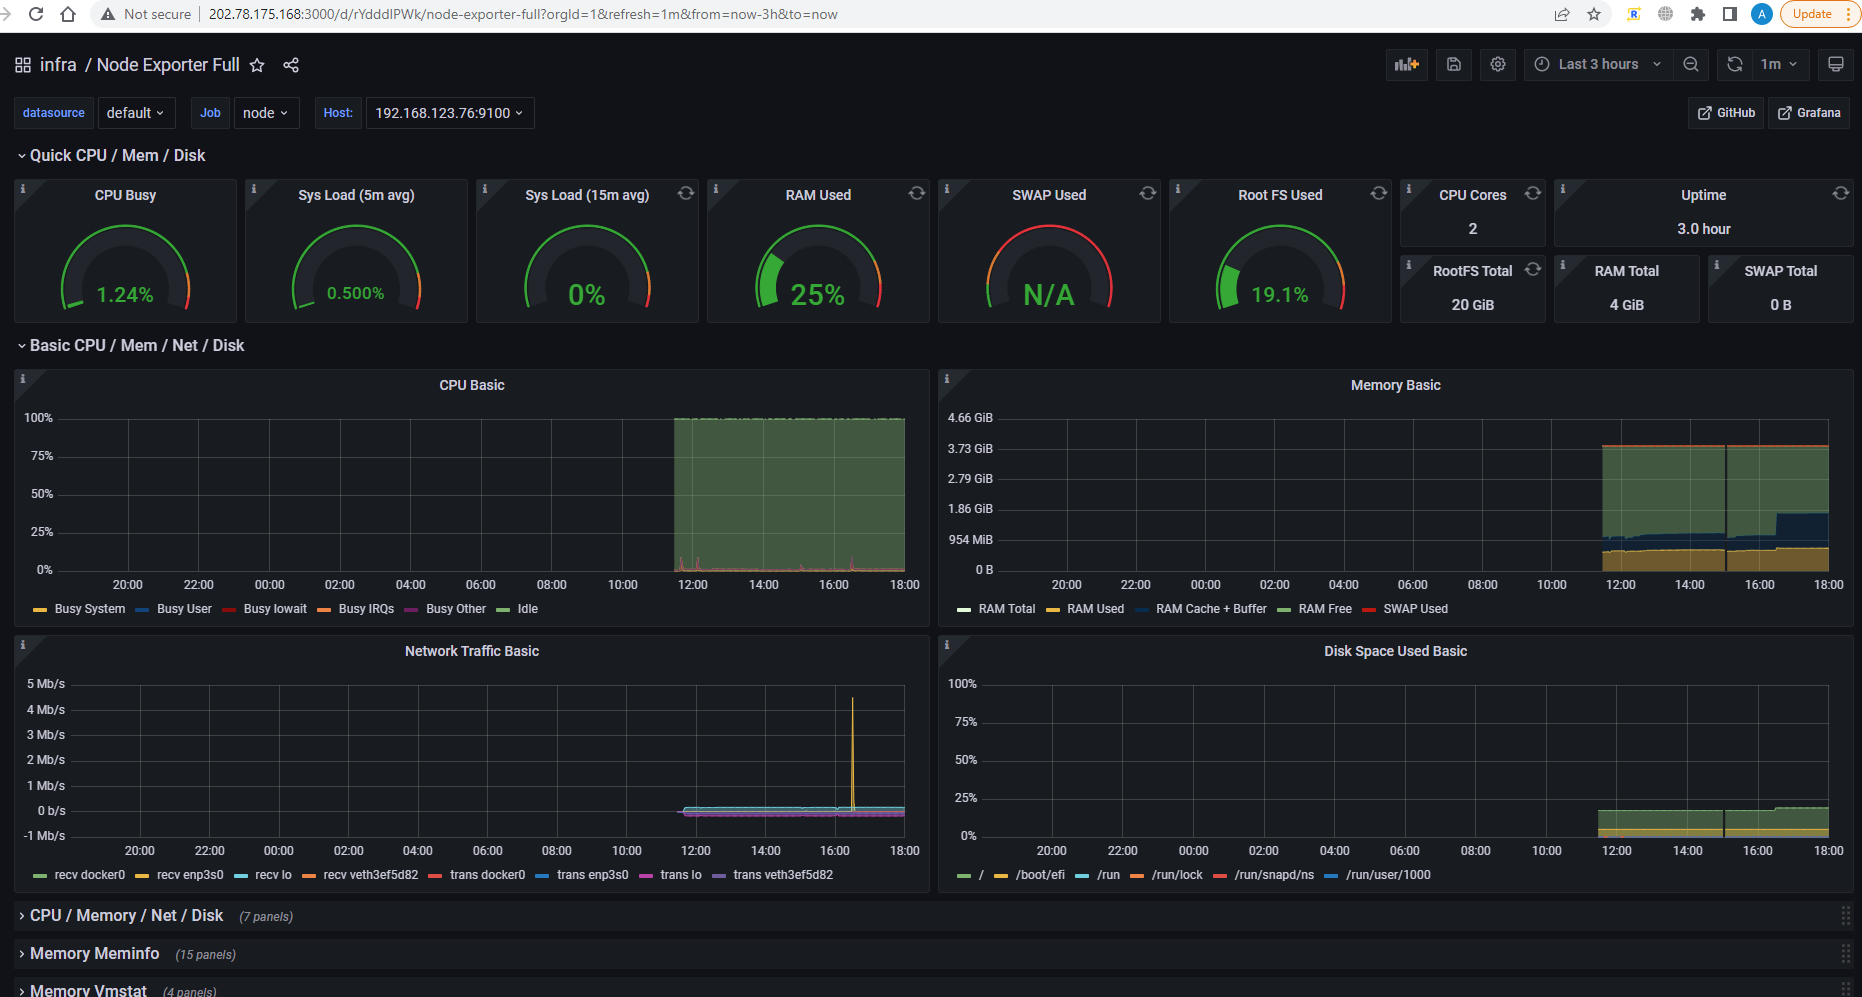 Not secure 202.78.175.168:3000/d/rYdddlPWk/node-exporter-full?orgId=1&refresh=1m&from=now-3h&to=now R A Update
infra / Node Exporter Full Last 3 hours 1m
datasource default Job node Host: 192.168.123.76:9100 GitHub Grafana
Quick CPU / Mem / Disk
CPU Busy
1.24%
Sys Load (5m avg)
0.500%
Sys Load (15m avg)
0%
RAM Used
25%
SWAP Used
N/A
Root FS Used
19.1%
CPU Cores
2
Uptime
3.0 hour
RootFS Total
20 GiB
RAM Total
4 GiB
SWAP Total
0 B
Basic CPU / Mem / Net / Disk
CPU Basic
100%
75%
50%
25%
0%
20:00 22:00 00:00 02:00 04:00 06:00 08:00 10:00 12:00 14:00 16:00 18:00
Busy System Busy User Busy Iowait Busy IRQs Busy Other Idle
Memory Basic
4.66 GiB
3.73 GiB
2.79 GiB
1.86 GiB
954 MiB
0 B
20:00 22:00 00:00 02:00 04:00 06:00 08:00 10:00 12:00 14:00 16:00 18:00
RAM Total RAM Used RAM Cache + Buffer RAM Free SWAP Used
Network Traffic Basic
5 Mb/s
4 Mb/s
3 Mb/s
2 Mb/s
1 Mb/s
0 b/s
-1 Mb/s
20:00 22:00 00:00 02:00 04:00 06:00 08:00 10:00 12:00 14:00 16:00 18:00
recv docker0 recv enp3s0 recv lo recv veth3ef5d82 trans docker0 trans enp3s0 trans lo trans veth3ef5d82
Disk Space Used Basic
100%
75%
50%
25%
0%
20:00 22:00 00:00 02:00 04:00 06:00 08:00 10:00 12:00 14:00 16:00 18:00
/ /boot/efi /run /run/lock /run/snapd/ns /run/user/1000
CPU / Memory / Net / Disk (7 panels)
Memory Meminfo (15 panels)
Memory Vmstat (4 panels)